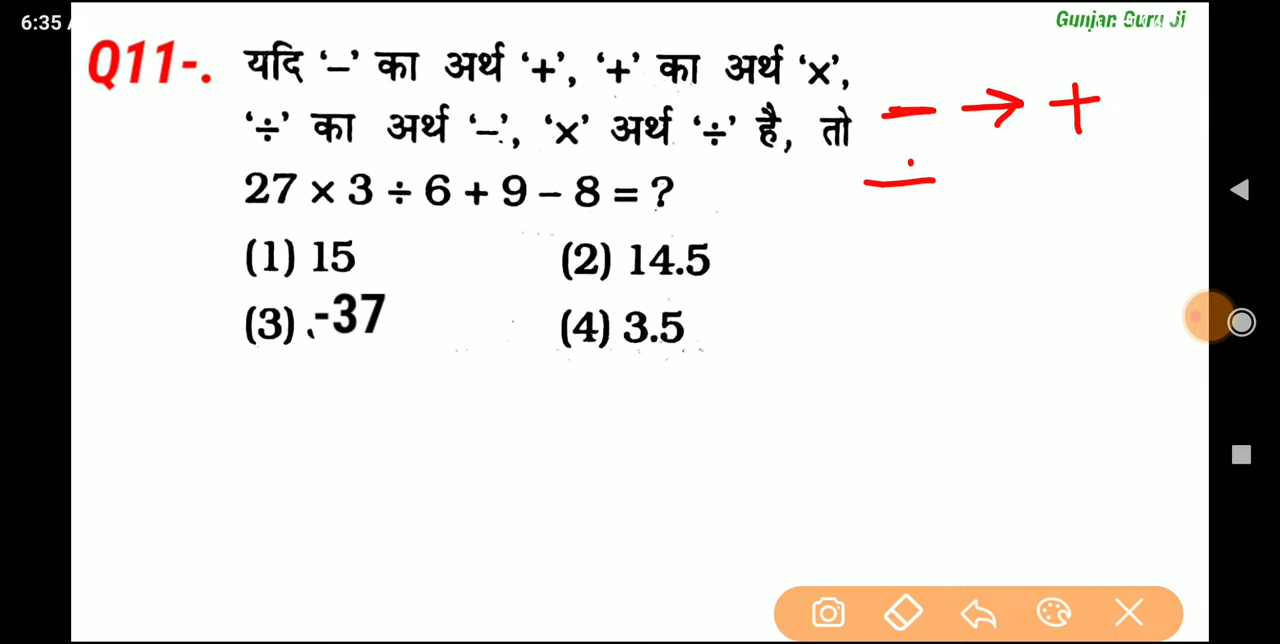 6:35
Gunjan Guru Ji
Q11-. यदि ‘–’ का अर्थ ‘+’, ‘+’ का अर्थ ‘x’,
‘÷’ का अर्थ ‘–’, ‘x’ अर्थ ‘÷’ है, तो
27 × 3 ÷ 6 + 9 – 8 = ?
(1) 15 (2) 14.5
(3) -37 (4) 3.5
– → +